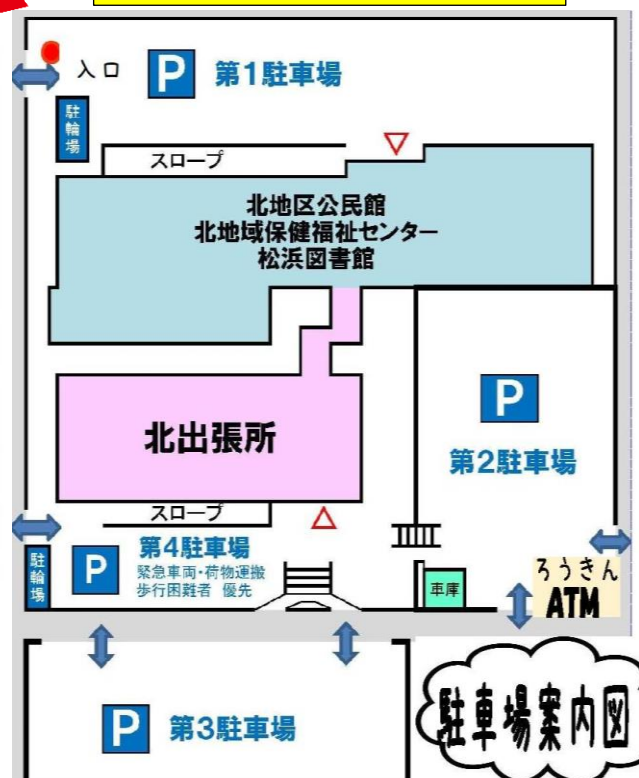 入口
P 第1駐車場
駐輪場
スロープ
北地区公民館
北地域保健福祉センター
松浜図書館
P
第2駐車場
北出張所
スロープ
P 第4駐車場
緊急車両・荷物運搬
歩行困難者 優先
駐輪場
車庫
ろうきん
ATM
P 第3駐車場
駐車場案内図